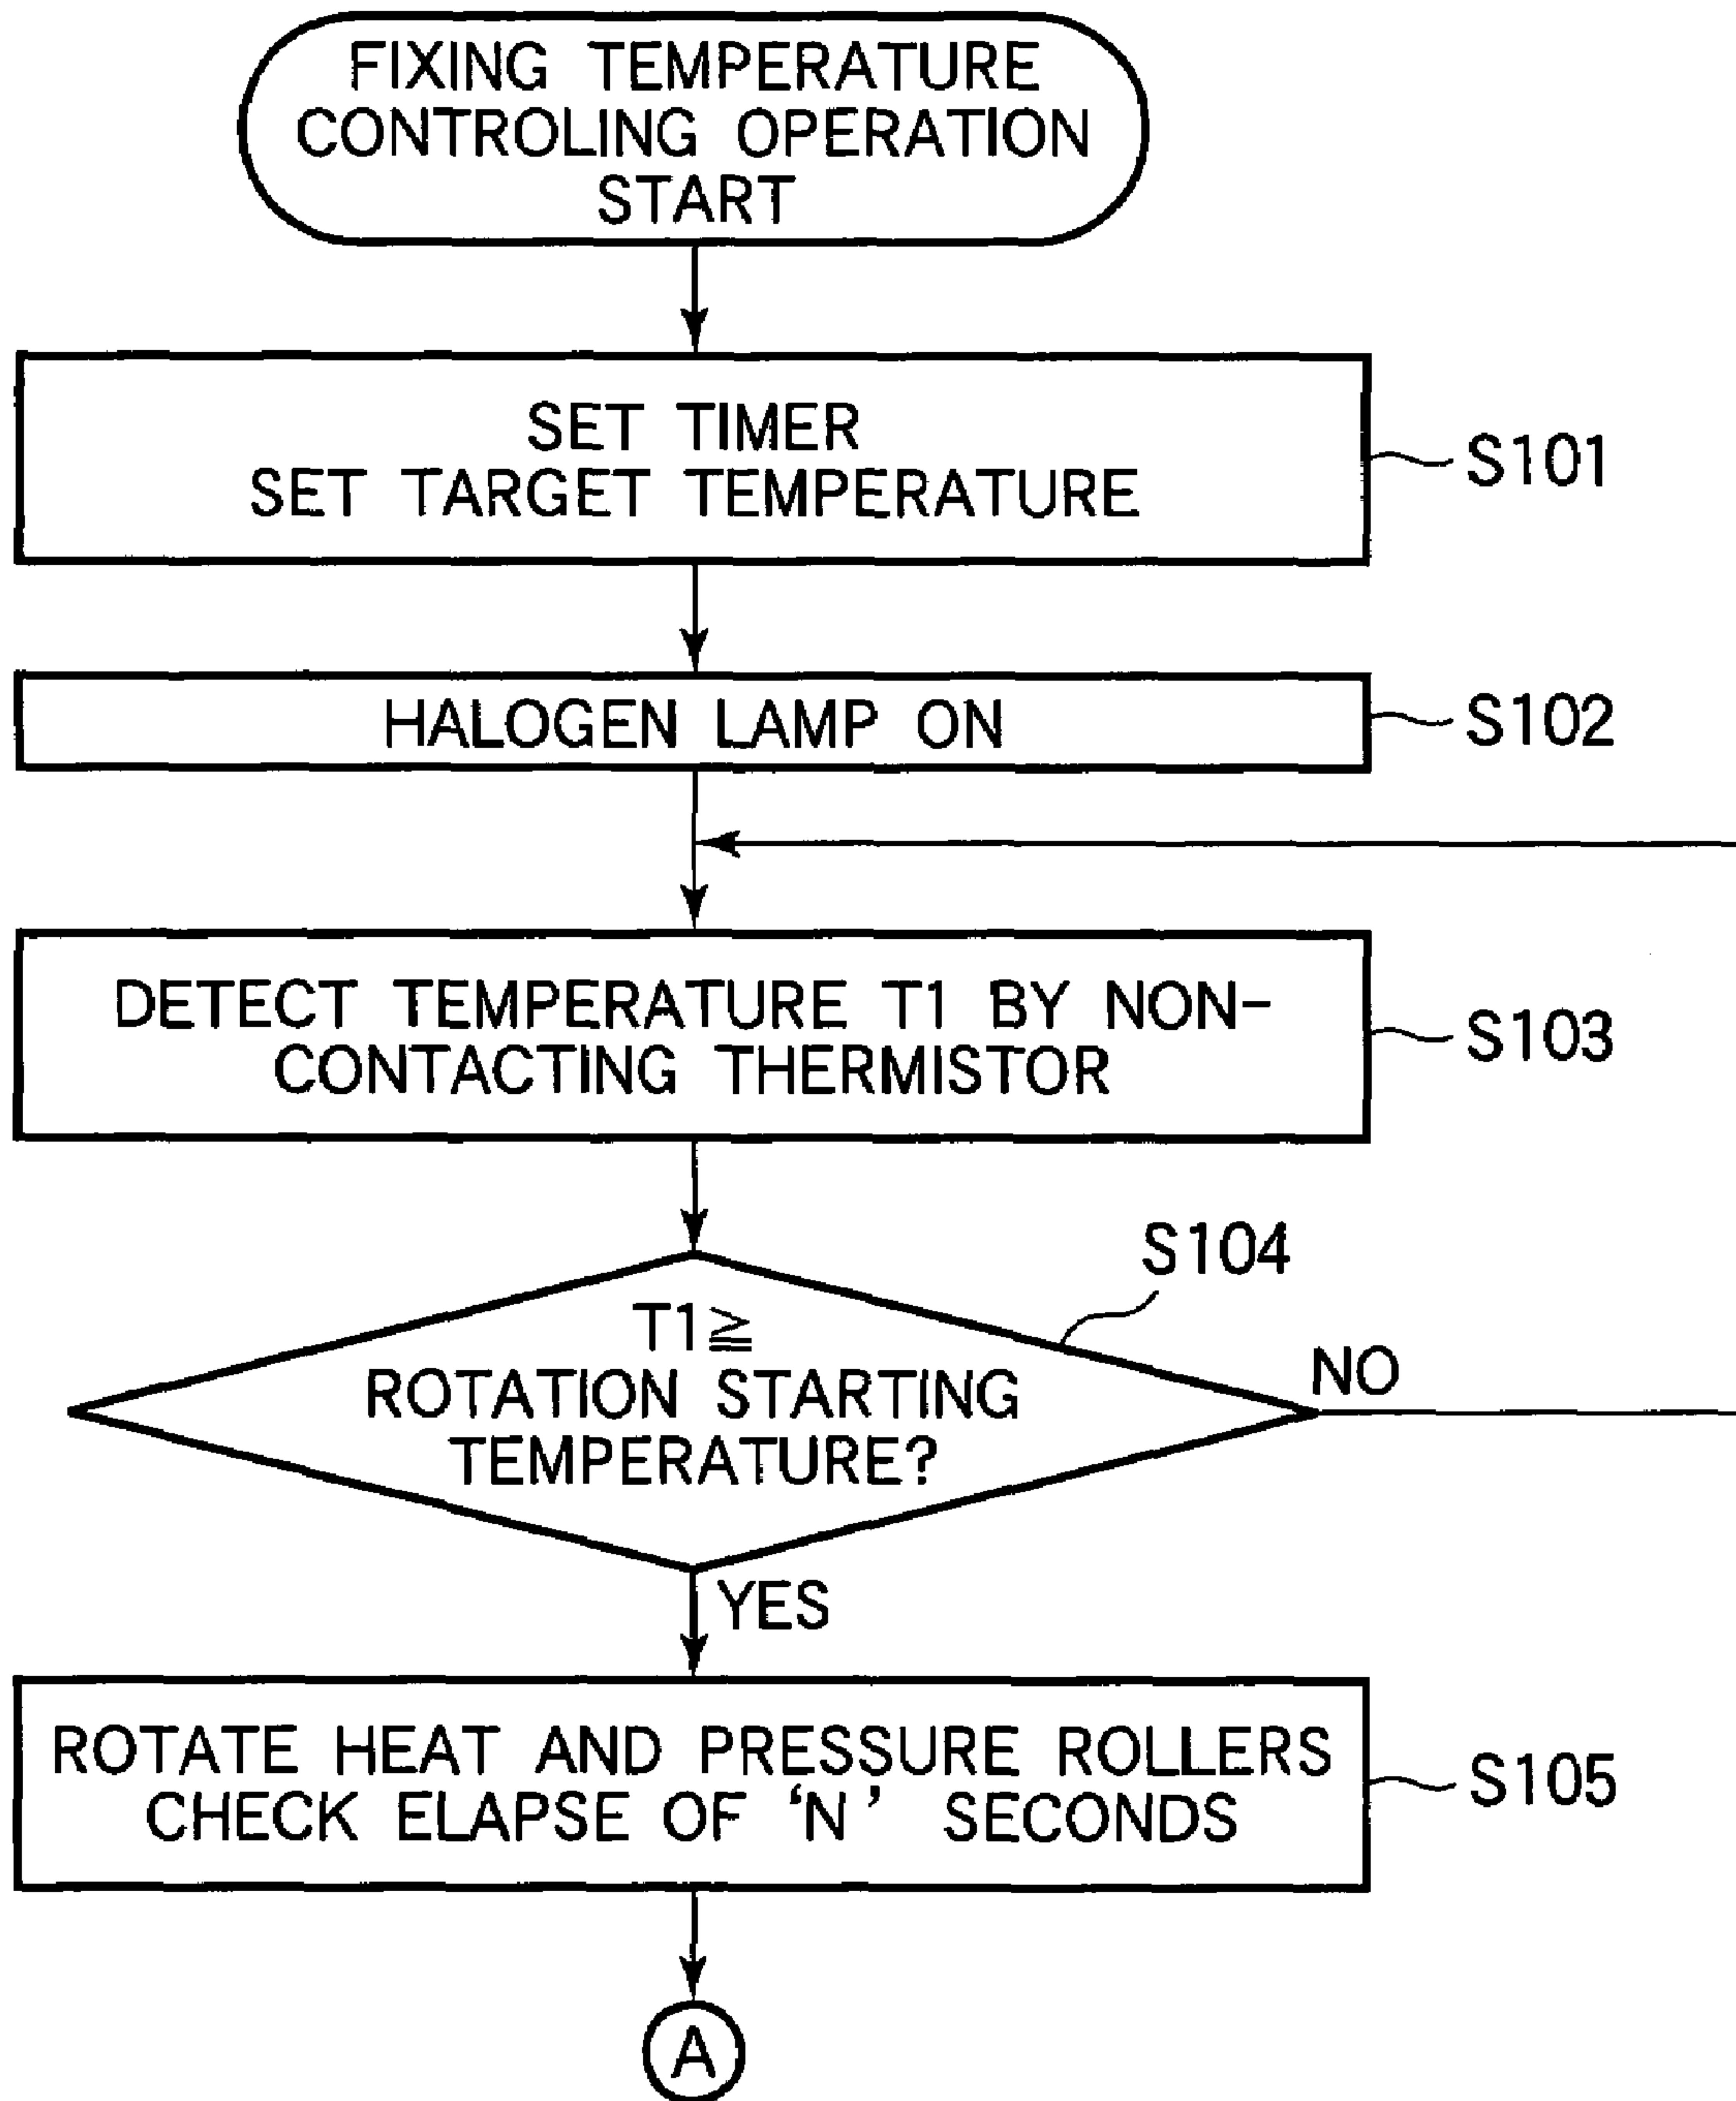 FIXING TEMPERATURE
CONTROLING OPERATION
START
SET TIMER
SET TARGET TEMPERATURE
S101
HALOGEN LAMP ON
S102
DETECT TEMPERATURE T1 BY NON-
CONTACTING THERMISTOR
S103
S104
T1≧
ROTATION STARTING
TEMPERATURE?
NO
YES
ROTATE HEAT AND PRESSURE ROLLERS
CHECK ELAPSE OF ‘N’ SECONDS
S105
A